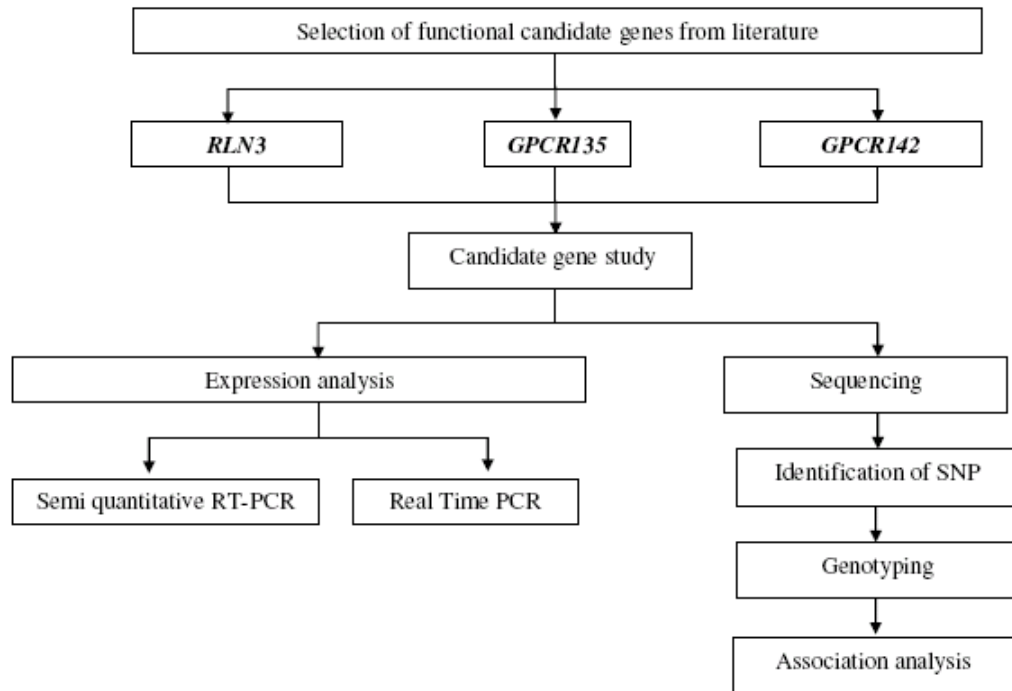 Selection of functional candidate genes from literature
RLN3
GPCR135
GPCR142
Candidate gene study
Expression analysis
Sequencing
Semi quantitative RT-PCR
Real Time PCR
Identification of SNP
Genotyping
Association analysis